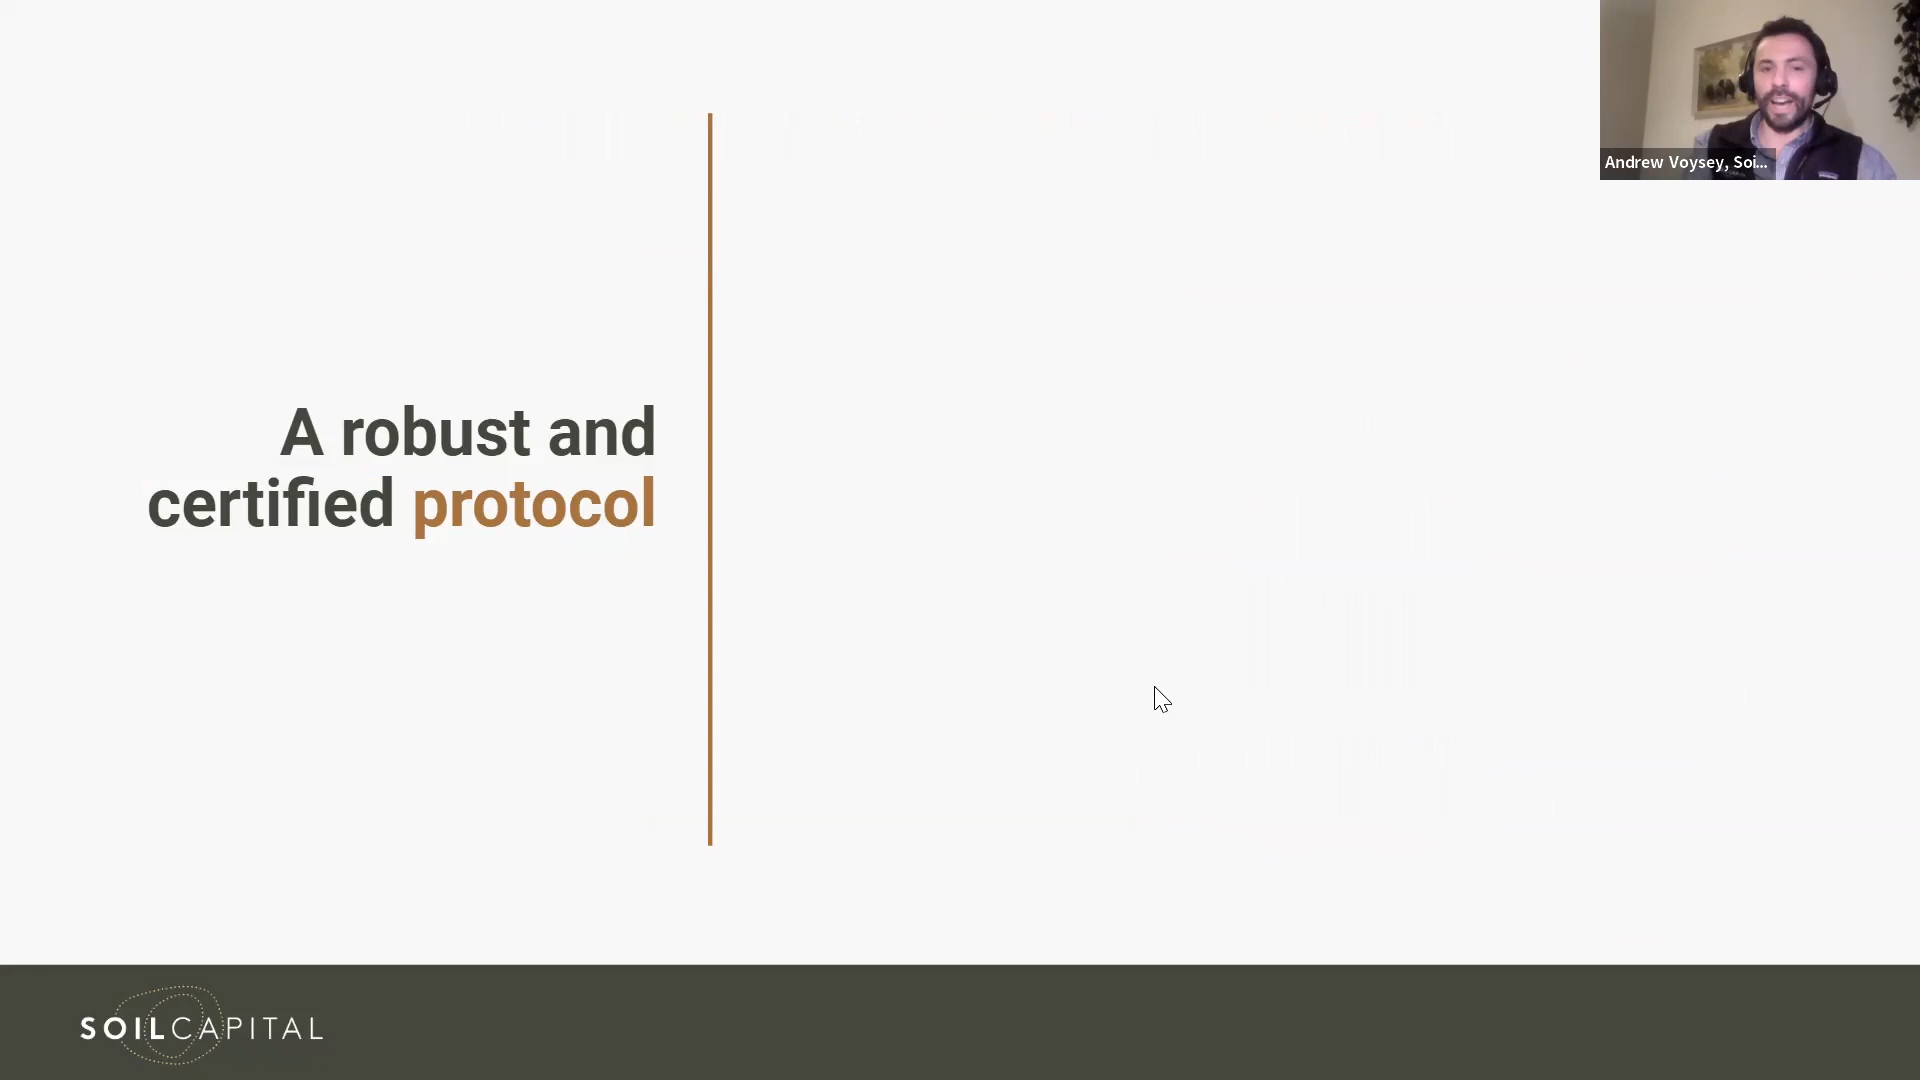 Andrew Voysey, Soi...
A robust and
certified protocol
SOILCAPITAL